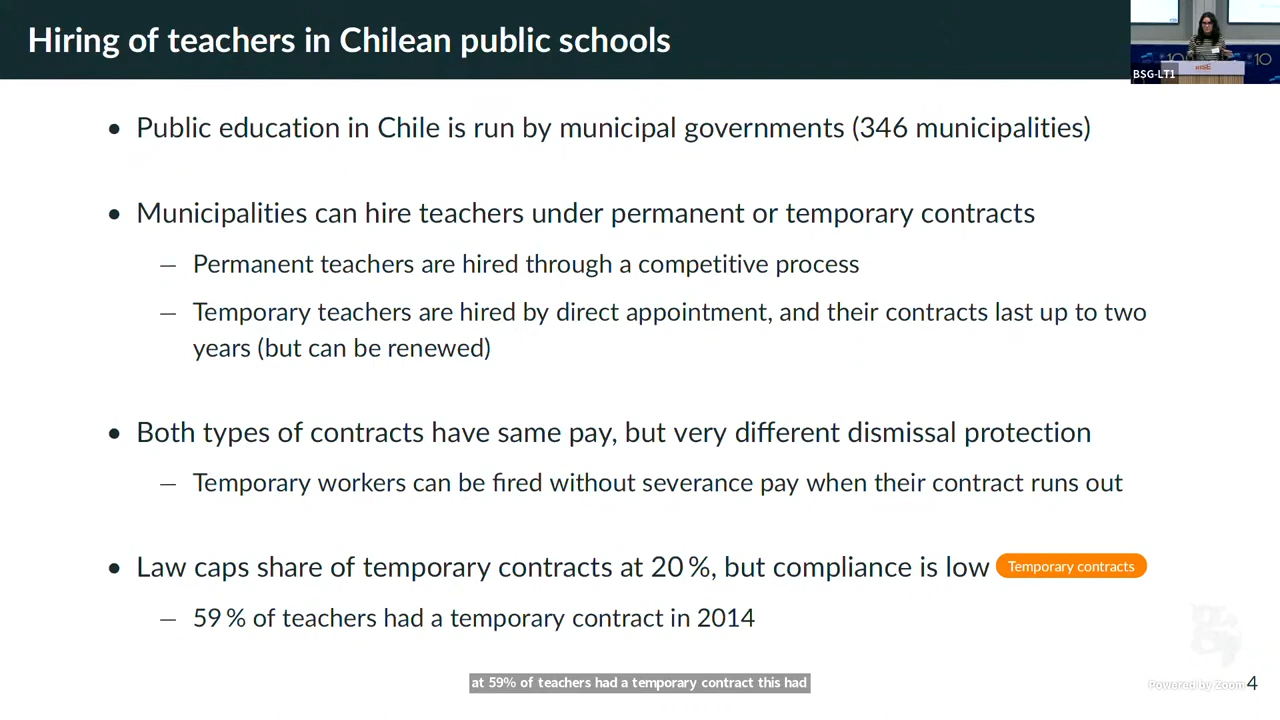 Hiring of teachers in Chilean public schools
BSG-LT1
• Public education in Chile is run by municipal governments (346 municipalities)
• Municipalities can hire teachers under permanent or temporary contracts
— Permanent teachers are hired through a competitive process
— Temporary teachers are hired by direct appointment, and their contracts last up to two
years (but can be renewed)
• Both types of contracts have same pay, but very different dismissal protection
— Temporary workers can be fired without severance pay when their contract runs out
• Law caps share of temporary contracts at 20 %, but compliance is low Temporary contracts
— 59 % of teachers had a temporary contract in 2014
at 59% of teachers had a temporary contract this had
Powered by Zoom 4